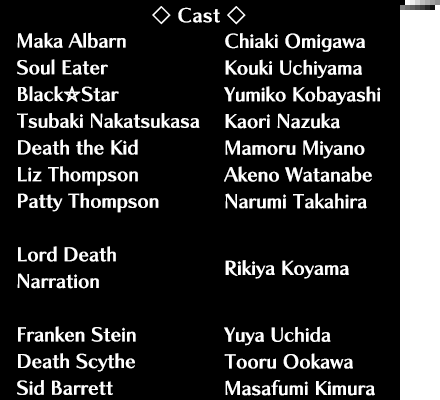 ◇ Cast ◇
Maka Albarn Chiaki Omigawa
Soul Eater Kouki Uchiyama
Black☆Star Yumiko Kobayashi
Tsubaki Nakatsukasa Kaori Nazuka
Death the Kid Mamoru Miyano
Liz Thompson Akeno Watanabe
Patty Thompson Narumi Takahira
Lord Death
Narration Rikiya Koyama
Franken Stein Yuya Uchida
Death Scythe Tooru Ookawa
Sid Barrett Masafumi Kimura